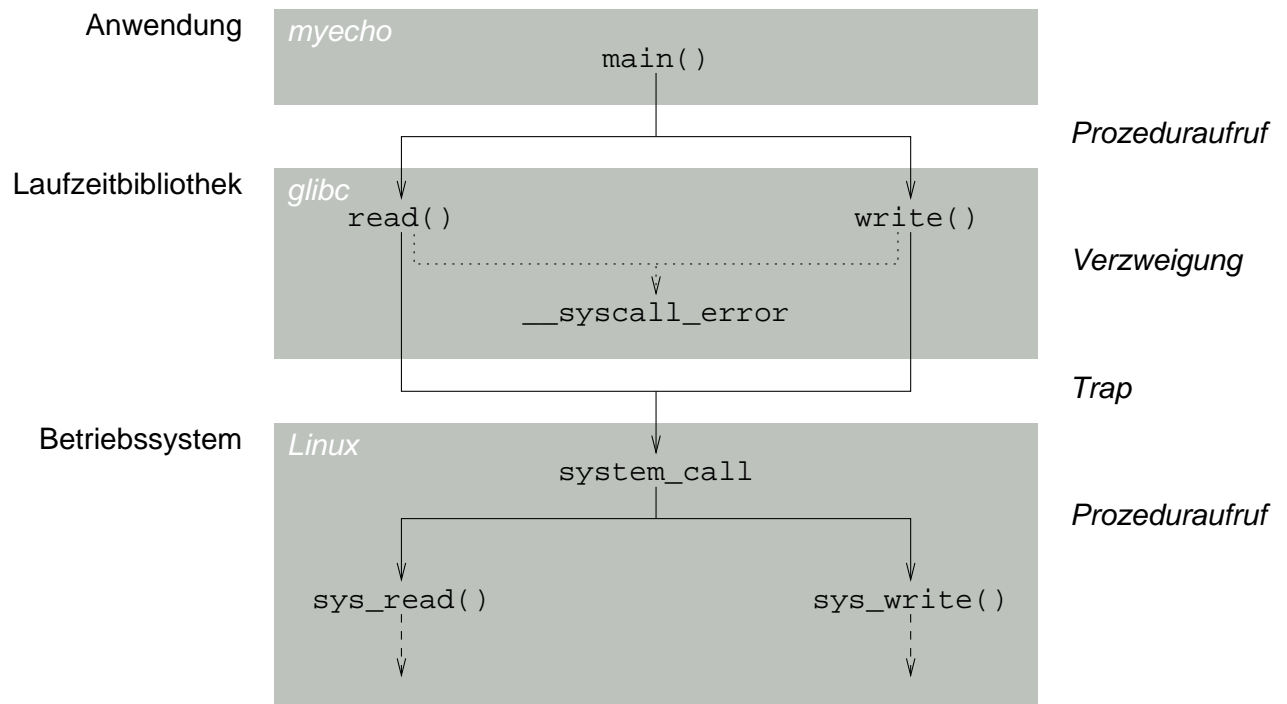 Anwendung
myecho
main()
Prozeduraufruf
Laufzeitbibliothek
glibc
read()
write()
Verzweigung
__syscall_error
Trap
Betriebssystem
Linux
system_call
Prozeduraufruf
sys_read()
sys_write()